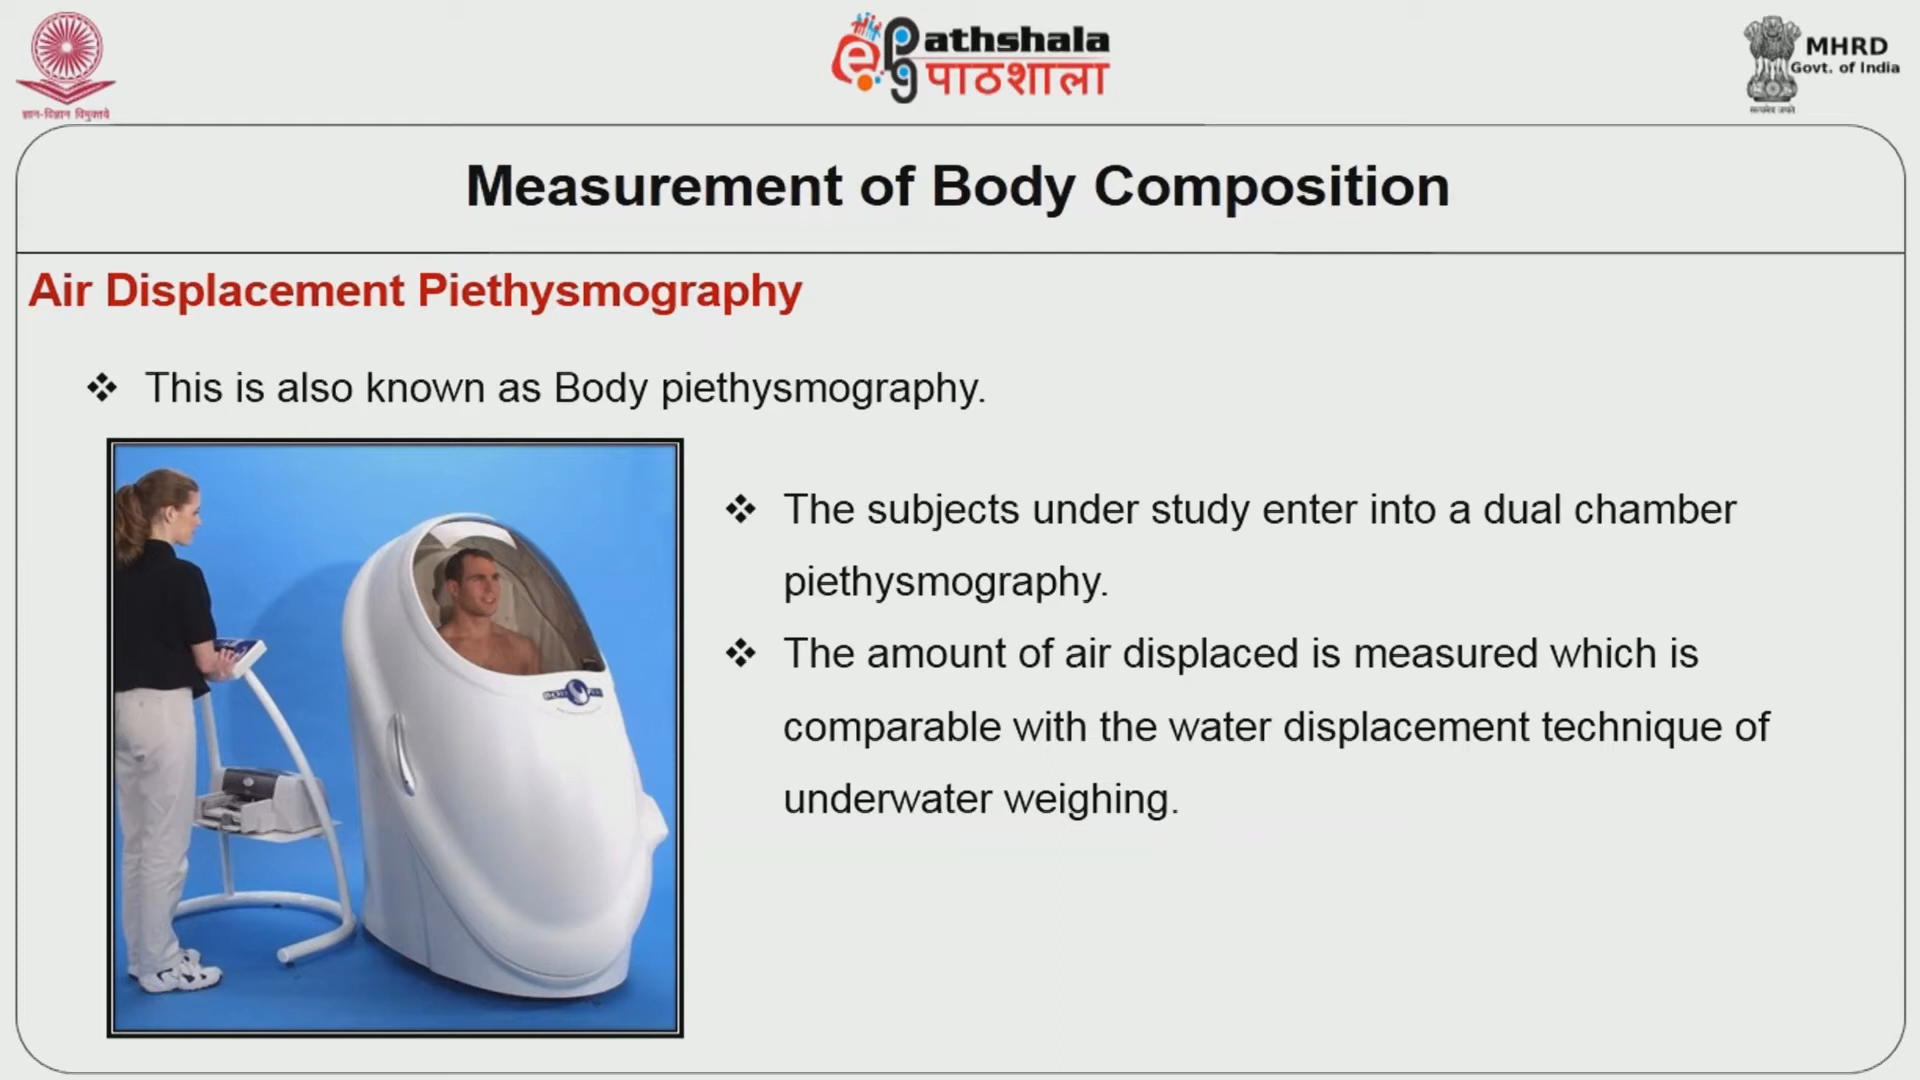 ज्ञान-विज्ञान विमुक्तये
ePathshala
पाठशाला
MHRD
Govt. of India
सत्यमेव जयते
Measurement of Body Composition
Air Displacement Piethysmography
This is also known as Body piethysmography.
The subjects under study enter into a dual chamber
piethysmography.
The amount of air displaced is measured which is
comparable with the water displacement technique of
underwater weighing.